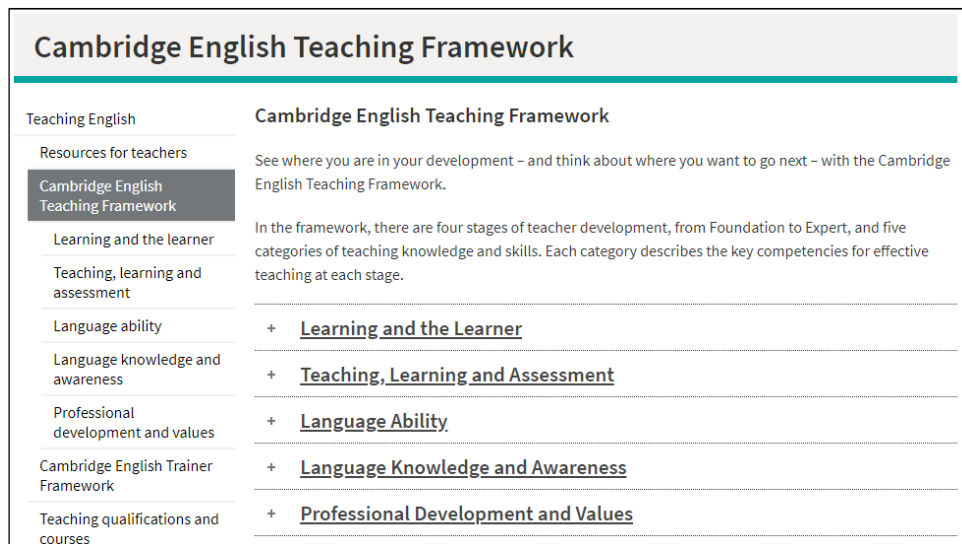 Cambridge English Teaching Framework
Teaching English
Resources for teachers
Cambridge English
Teaching Framework
Learning and the learner
Teaching, learning and
assessment
Language ability
Language knowledge and
awareness
Professional
development and values
Cambridge English Trainer
Framework
Teaching qualifications and
courses
Cambridge English Teaching Framework
See where you are in your development – and think about where you want to go next – with the Cambridge
English Teaching Framework.
In the framework, there are four stages of teacher development, from Foundation to Expert, and five
categories of teaching knowledge and skills. Each category describes the key competencies for effective
teaching at each stage.
+ Learning and the Learner
+ Teaching, Learning and Assessment
+ Language Ability
+ Language Knowledge and Awareness
+ Professional Development and Values